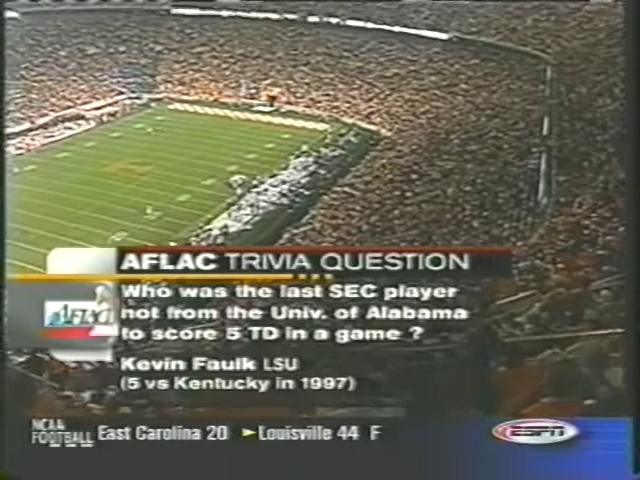 AFLAC TRIVIA QUESTION
Who was the last SEC player
AFLAC
not from the Univ. of Alabama
to score 5 TD in a game ?
Kevin Faulk LSU
(5 vs Kentucky in 1997)
NCAA
FOOTBALL
East Carolina 20 Louisville 44 F
ESPN